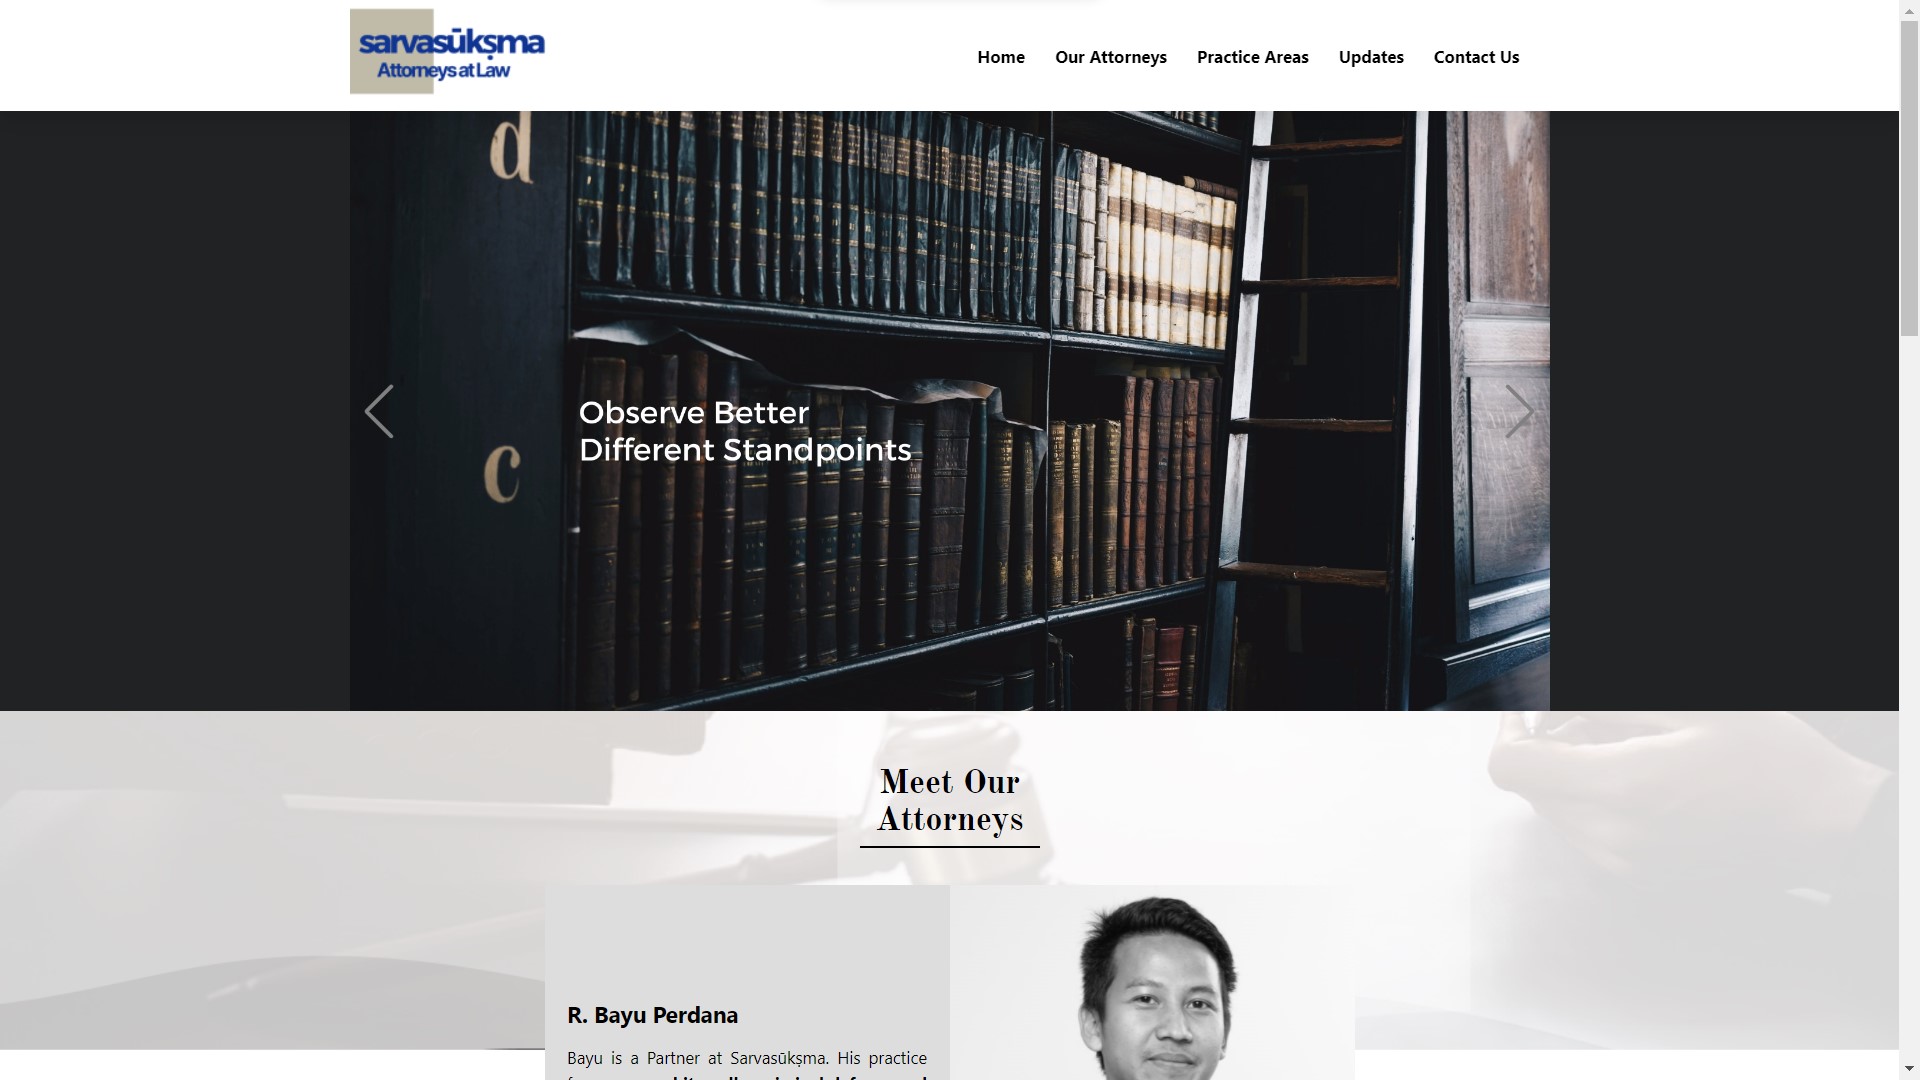 sarvasūkṣma
Attorneys at Law
Home
Our Attorneys
Practice Areas
Updates
Contact Us
d
c
Observe Better
Different Standpoints
Meet Our
Attorneys
R. Bayu Perdana
Bayu is a Partner at Sarvasūkṣma. His practice